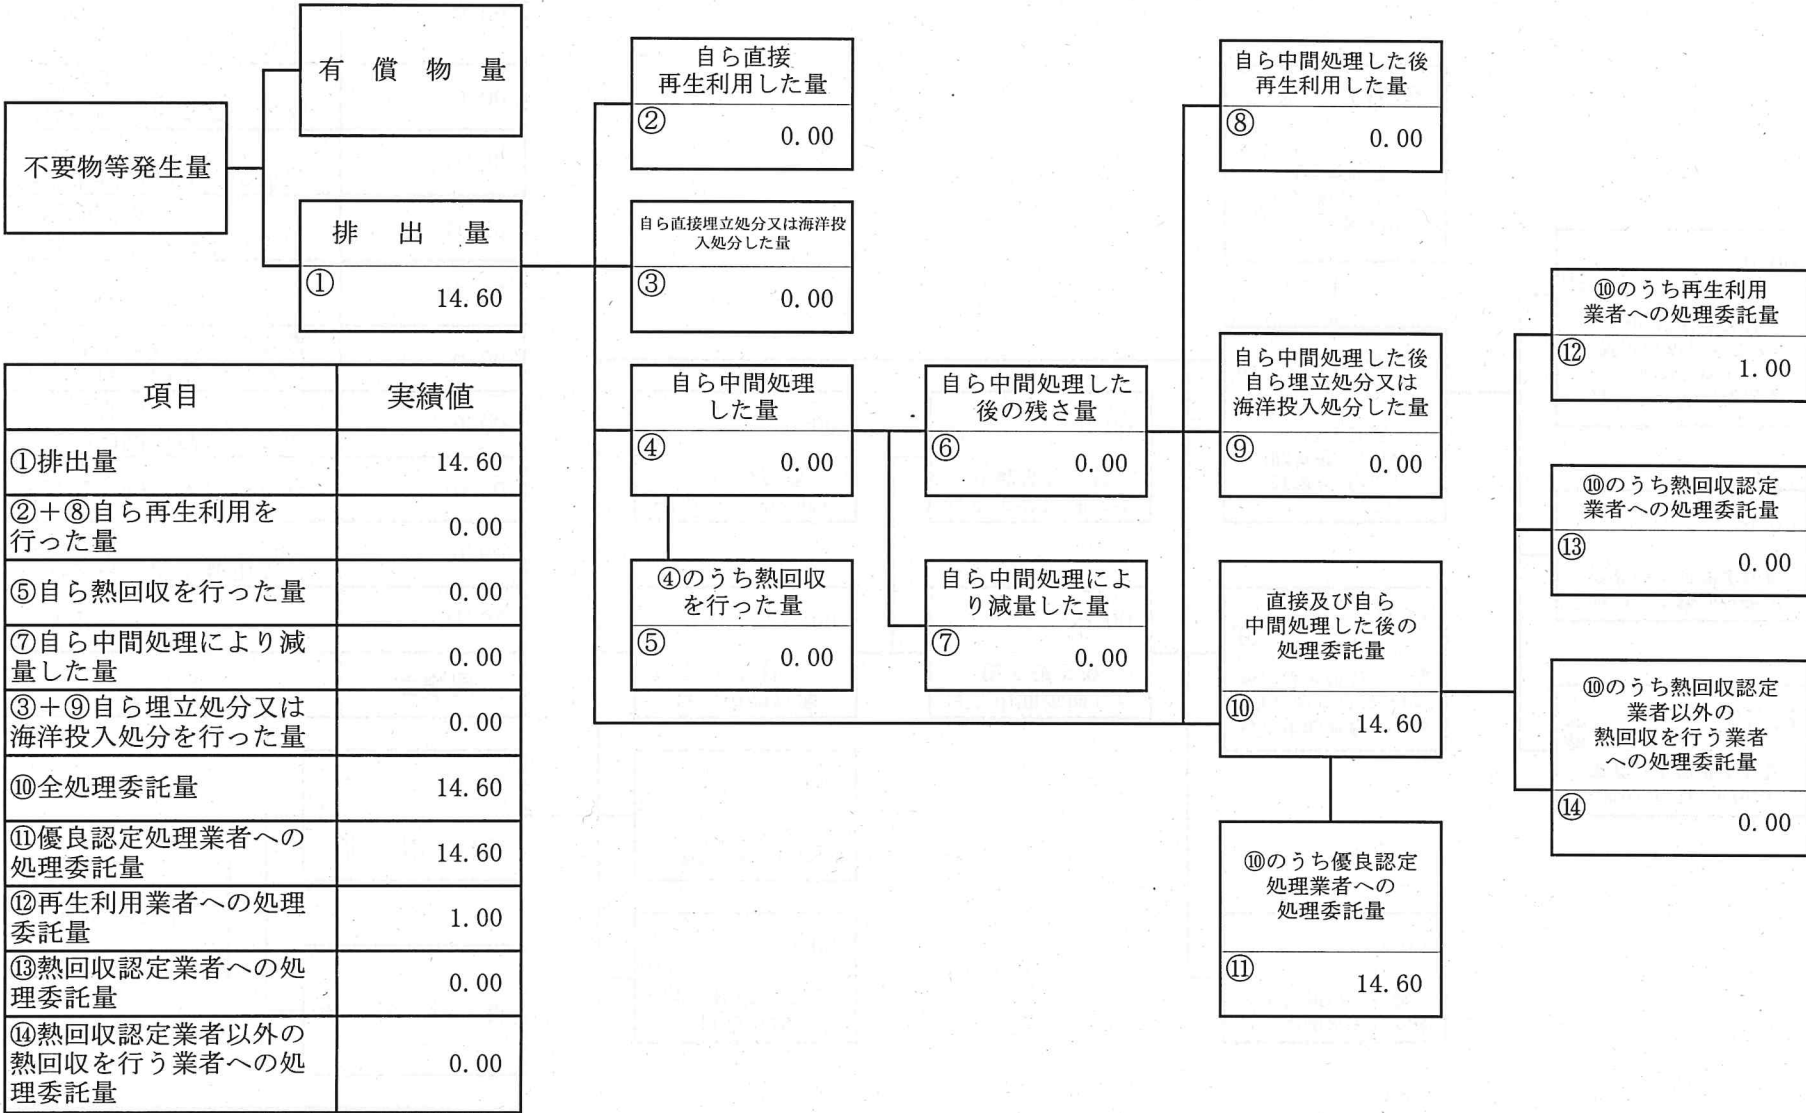 不要物等発生量
有償物量
排出量
①
14.60
自ら直接
再生利用した量
②
0.00
自ら直接埋立処分又は海洋投
入処分した量
③
0.00
自ら中間処理
した量
④
0.00
④のうち熱回収
を行った量
⑤
0.00
自ら中間処理した
後の残さ量
⑥
0.00
自ら中間処理によ
り減量した量
⑦
0.00
自ら中間処理した後
再生利用した量
⑧
0.00
自ら中間処理した後
自ら埋立処分又は
海洋投入処分した量
⑨
0.00
直接及び自ら
中間処理した後の
処理委託量
⑩
14.60
⑩のうち優良認定
処理業者への
処理委託量
⑪
14.60
⑩のうち再生利用
業者への処理委託量
⑫
1.00
⑩のうち熱回収認定
業者への処理委託量
⑬
0.00
⑩のうち熱回収認定
業者以外の
熱回収を行う業者
への処理委託量
⑭
0.00
項目 実績値
①排出量 14.60
②+⑧自ら再生利用を
行った量 0.00
⑤自ら熱回収を行った量 0.00
⑦自ら中間処理により減
量した量 0.00
③+⑨自ら埋立処分又は
海洋投入処分を行った量 0.00
⑩全処理委託量 14.60
⑪優良認定処理業者への
処理委託量 14.60
⑫再生利用業者への処理
委託量 1.00
⑬熱回収認定業者への処
理委託量 0.00
⑭熱回収認定業者以外の
熱回収を行う業者への処
理委託量 0.00